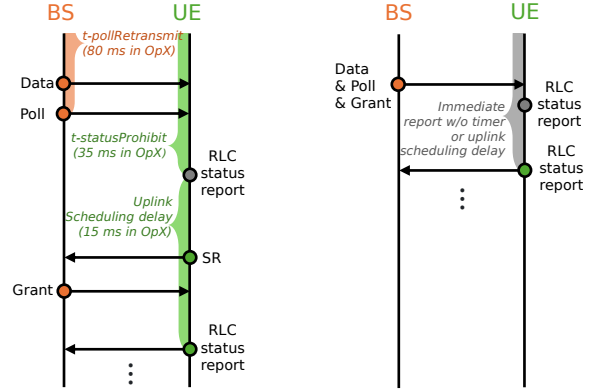 BS
UE
t-pollRetransmit
(80 ms in OpX)
Data
Poll
t-statusProhibit
(35 ms in OpX)
RLC
status
report
Uplink
Scheduling delay
(15 ms in OpX)
SR
Grant
RLC
status
report
BS
UE
Data
& Poll
& Grant
RLC
status
report
Immediate
report w/o timer
or uplink
scheduling delay
RLC
status
report